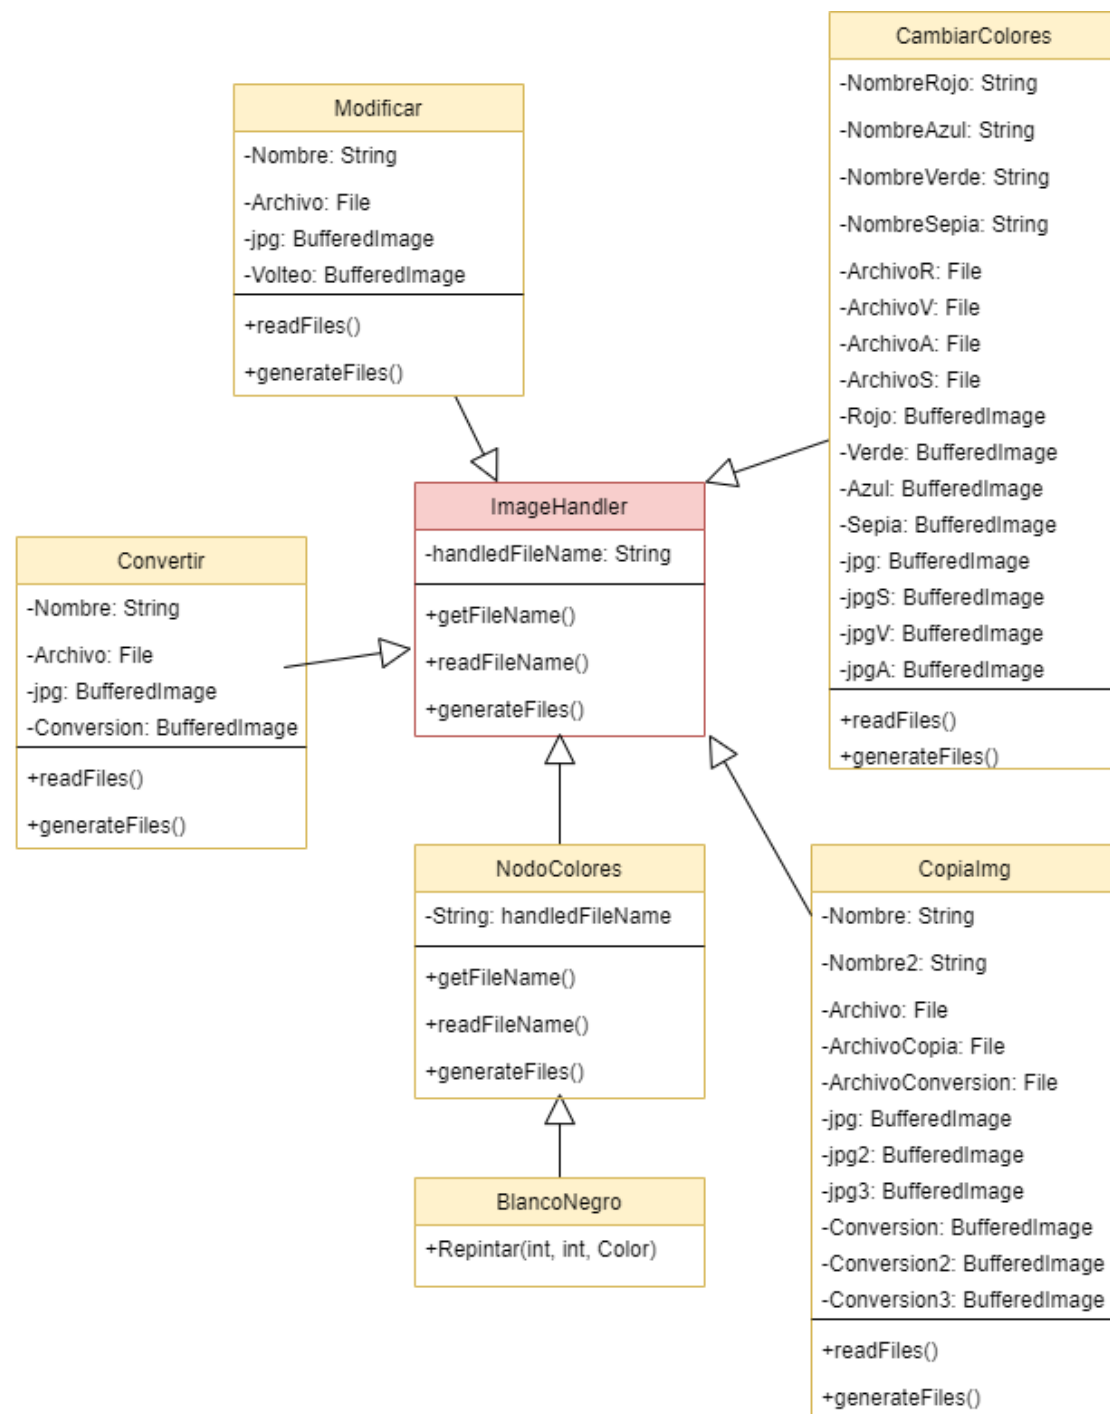 CambiarColores
-NombreRojo: String
-NombreAzul: String
-NombreVerde: String
-NombreSepia: String
-ArchivoR: File
-ArchivoV: File
-ArchivoA: File
-ArchivoS: File
-Rojo: BufferedImage
-Verde: BufferedImage
-Azul: BufferedImage
-Sepia: BufferedImage
-jpg: BufferedImage
-jpgS: BufferedImage
-jpgV: BufferedImage
-jpgA: BufferedImage
+readFiles()
+generateFiles()
Modificar
-Nombre: String
-Archivo: File
-jpg: BufferedImage
-Volteo: BufferedImage
+readFiles()
+generateFiles()
ImageHandler
-handledFileName: String
+getFileName()
+readFileName()
+generateFiles()
Convertir
-Nombre: String
-Archivo: File
-jpg: BufferedImage
-Conversion: BufferedImage
+readFiles()
+generateFiles()
NodoColores
-String: handledFileName
+getFileName()
+readFileName()
+generateFiles()
BlancoNegro
+Repintar(int, int, Color)
CopiaImg
-Nombre: String
-Nombre2: String
-Archivo: File
-ArchivoCopia: File
-ArchivoConversion: File
-jpg: BufferedImage
-jpg2: BufferedImage
-jpg3: BufferedImage
-Conversion: BufferedImage
-Conversion2: BufferedImage
-Conversion3: BufferedImage
+readFiles()
+generateFiles()